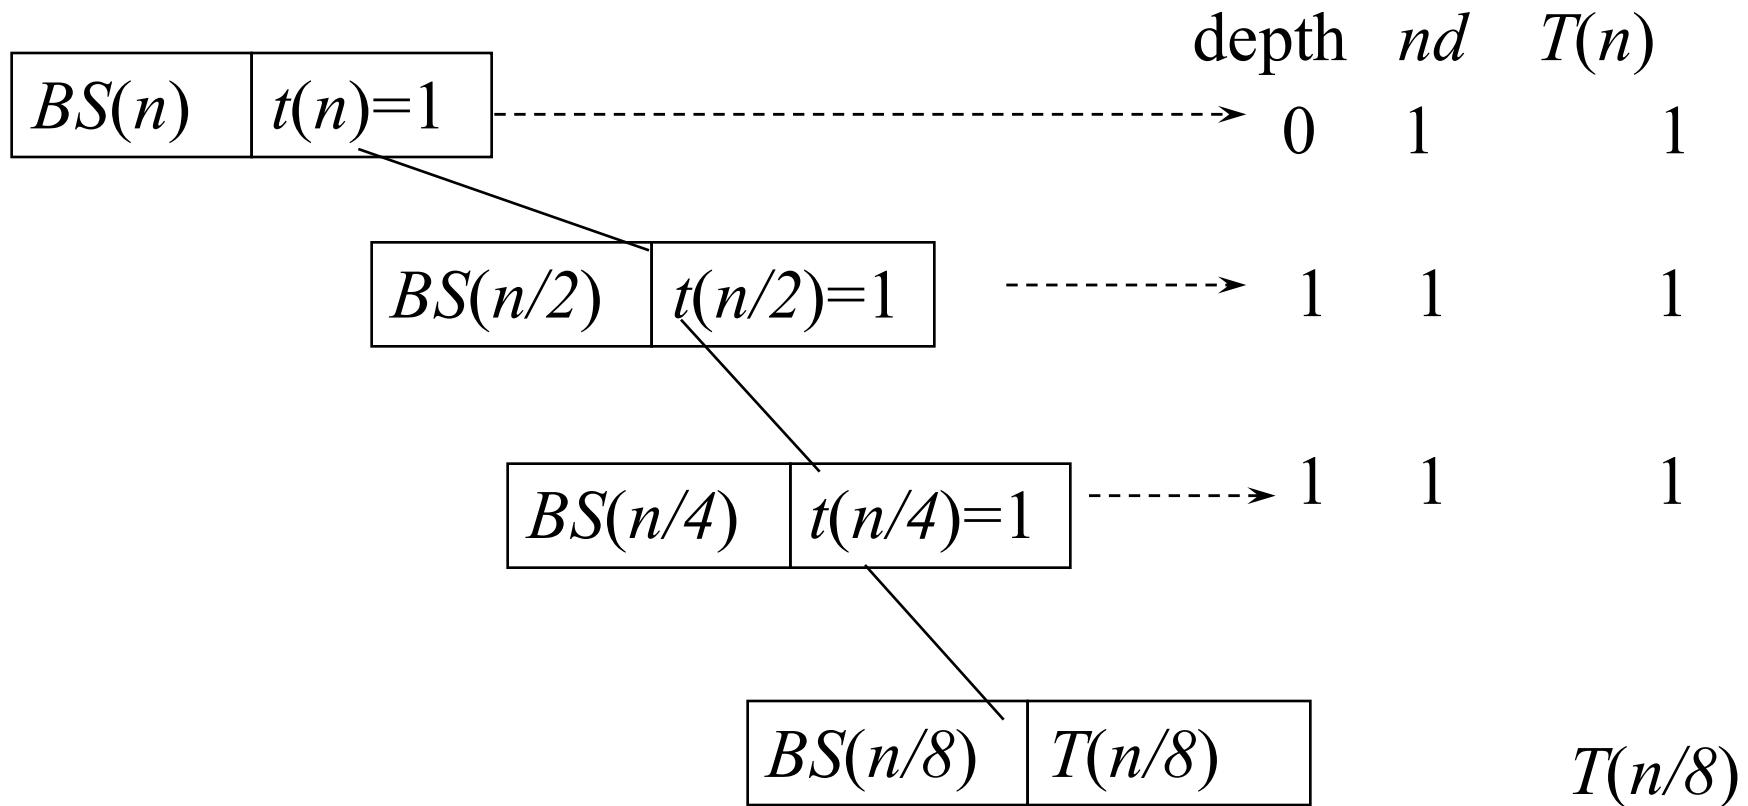 depth nd T(n)
BS(n) t(n)=1 0 1 1
BS(n/2) t(n/2)=1 1 1 1
BS(n/4) t(n/4)=1 1 1 1
BS(n/8) T(n/8) T(n/8)